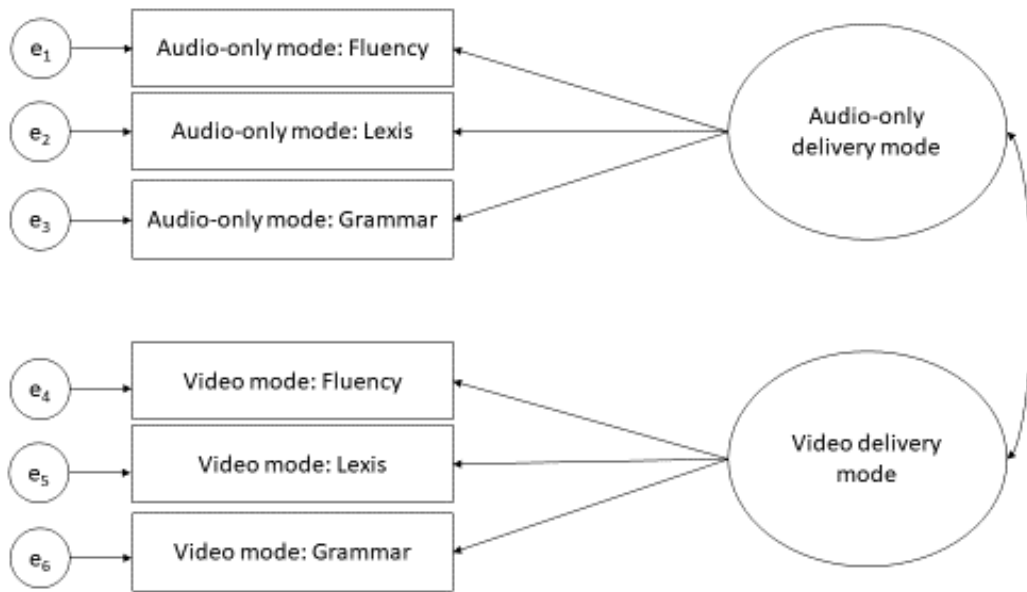 e₁
Audio-only mode: Fluency
e₂
Audio-only mode: Lexis
e₃
Audio-only mode: Grammar
Audio-only
delivery mode
e₄
Video mode: Fluency
e₅
Video mode: Lexis
e₆
Video mode: Grammar
Video delivery
mode